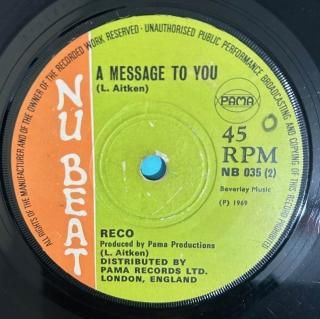 ALL RIGHTS OF THE MANUFACTURER AND OF THE OWNER OF THE RECORDED WORK RESERVED · UNAUTHORISED PUBLIC PERFORMANCE BROADCASTING AND COPYING OF THIS RECORD PROHIBITED
NU BEAT
A MESSAGE TO YOU
(L. Aitken)
PAMA
45
RPM
NB 035 (2)
Beverley Music
(P) 1969
RECO
Produced by Pama Productions
(L. Aitken)
DISTRIBUTED BY
PAMA RECORDS LTD.
LONDON, ENGLAND